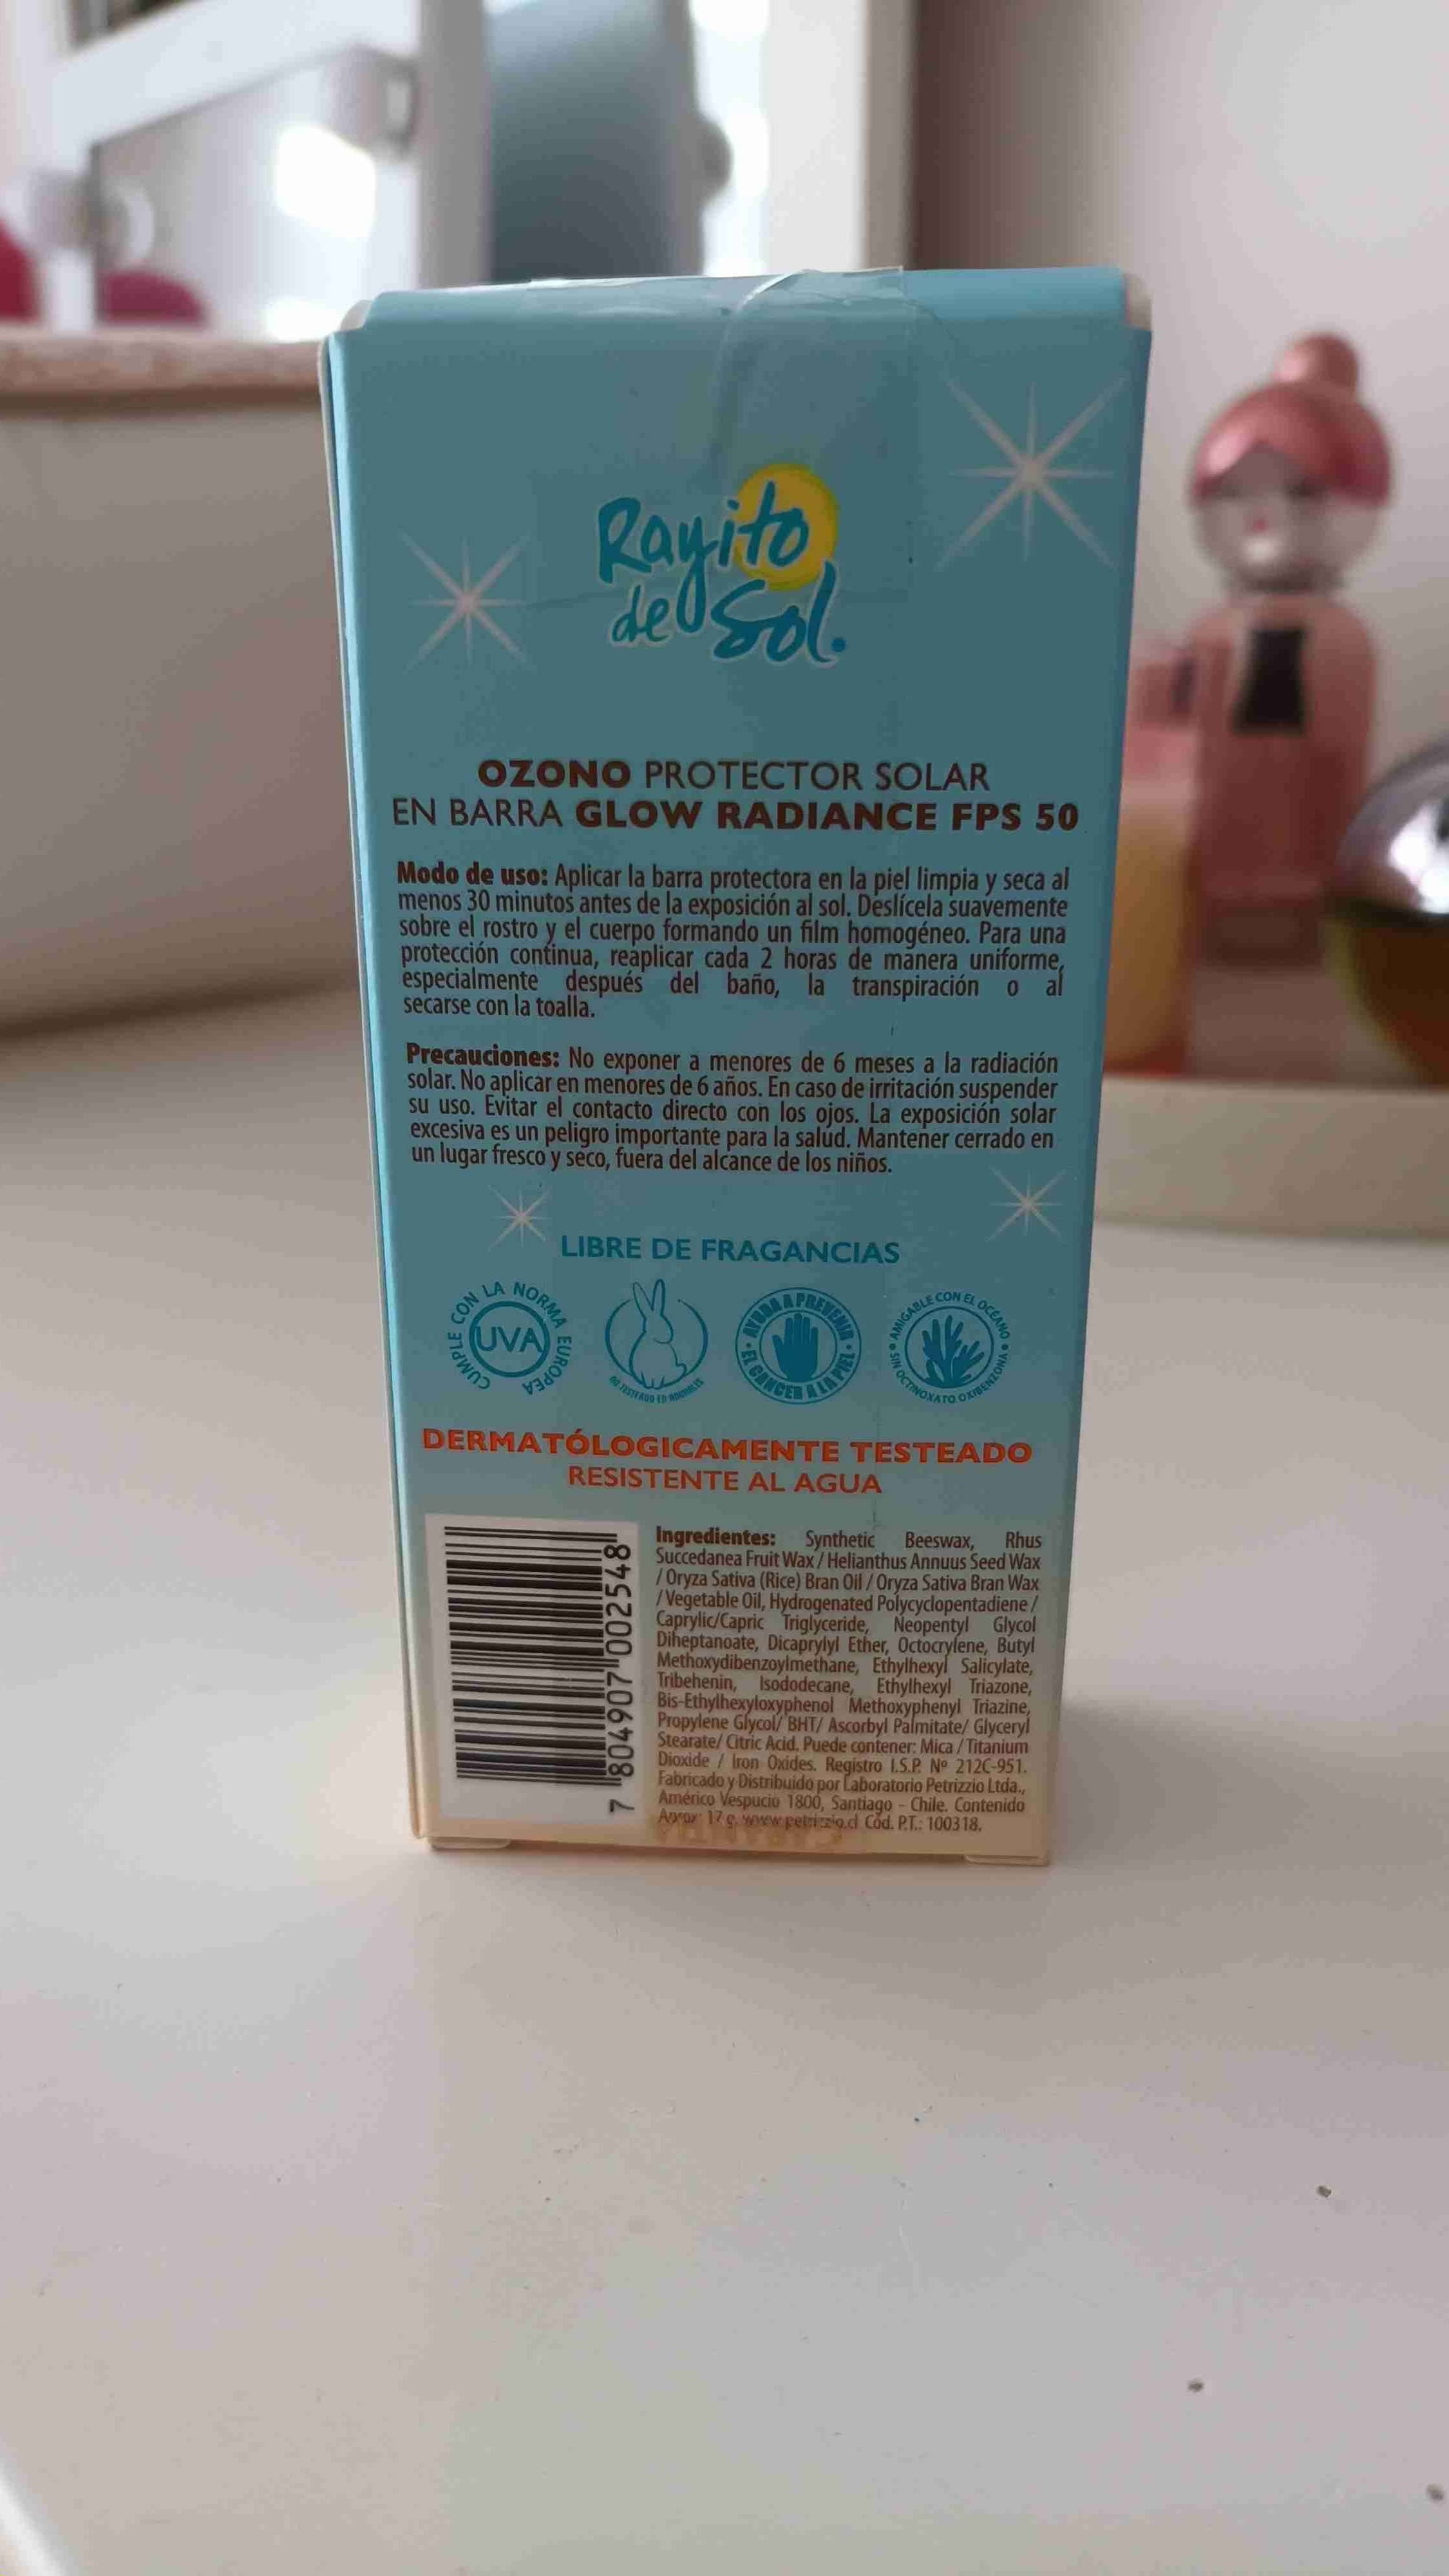 Rayito
de Sol.
OZONO PROTECTOR SOLAR
EN BARRA GLOW RADIANCE FPS 50
Modo de uso: Aplicar la barra protectora en la piel limpia y seca al
menos 30 minutos antes de la exposición al sol. Deslícela suavemente
sobre el rostro y el cuerpo formando un film homogéneo. Para una
protección continua, reaplicar cada 2 horas de manera uniforme,
especialmente después del baño, la transpiración o al
secarse con la toalla.
Precauciones: No exponer a menores de 6 meses a la radiación
solar. No aplicar en menores de 6 años. En caso de irritación suspender
su uso. Evitar el contacto directo con los ojos. La exposición solar
excesiva es un peligro importante para la salud. Mantener cerrado en
un lugar fresco y seco, fuera del alcance de los niños.
LIBRE DE FRAGANCIAS
CUMPLE CON LA NORMA EUROPEA
UVA
NO TESTEADO EN ANIMALES
AYUDA A PREVENIR • EL CANCER A LA PIEL •
• AMIGABLE CON EL OCEANO • SIN OCTINOXATO OXIBENZONA
DERMATÓLOGICAMENTE TESTEADO
RESISTENTE AL AGUA
7 804907 002548
Ingredientes: Synthetic Beeswax, Rhus
Succedanea Fruit Wax / Helianthus Annuus Seed Wax
/ Oryza Sativa (Rice) Bran Oil / Oryza Sativa Bran Wax
/ Vegetable Oil, Hydrogenated Polycyclopentadiene /
Caprylic/Capric Triglyceride, Neopentyl Glycol
Diheptanoate, Dicaprylyl Ether, Octocrylene, Butyl
Methoxydibenzoylmethane, Ethylhexyl Salicylate,
Tribehenin, Isododecane, Ethylhexyl Triazone,
Bis-Ethylhexyloxyphenol Methoxyphenyl Triazine,
Propylene Glycol/ BHT/ Ascorbyl Palmitate/ Glyceryl
Stearate/ Citric Acid. Puede contener: Mica / Titanium
Dioxide / Iron Oxides. Registro I.S.P. Nº 212C-951.
Fabricado y Distribuido por Laboratorio Petrizzio Ltda.,
Américo Vespucio 1800, Santiago - Chile. Contenido
Aprox: 17 g. www.petrizzio.cl Cód. P.T.: 100318.